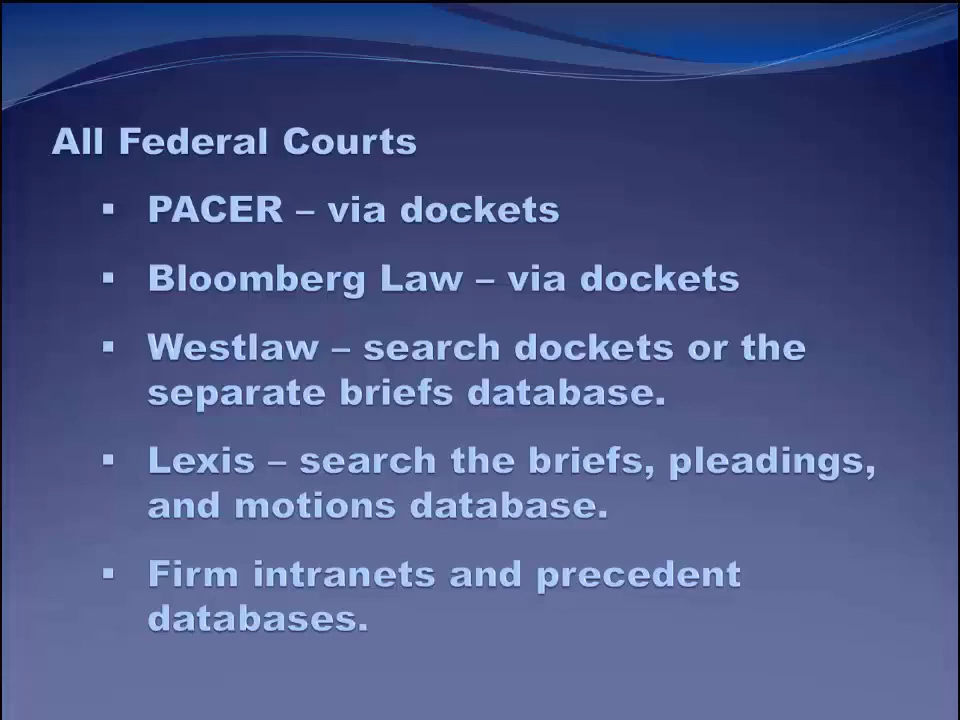 All Federal Courts
▪ PACER – via dockets
▪ Bloomberg Law – via dockets
▪ Westlaw – search dockets or the
separate briefs database.
▪ Lexis – search the briefs, pleadings,
and motions database.
▪ Firm intranets and precedent
databases.